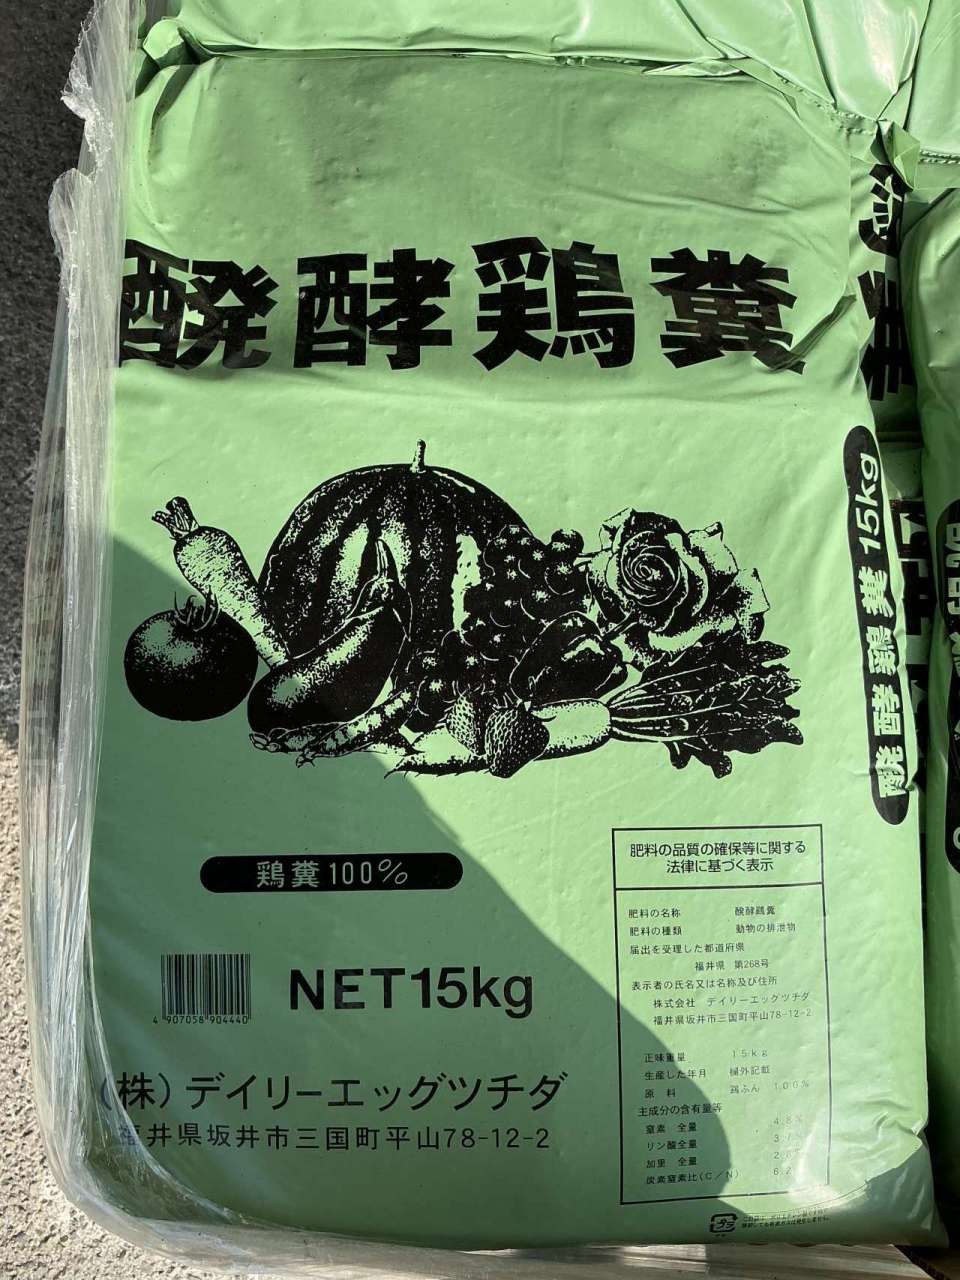 醗酵鶏糞
醗酵鶏糞 15kg
鶏糞100%
NET15kg
4 907058 904440
(株)デイリーエッグツチダ
福井県坂井市三国町平山78-12-2
肥料の品質の確保等に関する
法律に基づく表示
肥料の名称 醗酵鶏糞
肥料の種類 動物の排泄物
届出を受理した都道府県
福井県 第268号
表示者の氏名又は名称及び住所
株式会社 デイリーエッグツチダ
福井県坂井市三国町平山78-12-2
正味重量 15kg
生産した年月 欄外記載
原料 鶏ふん 100%
主成分の含有量等
窒素 全量 4.8%
リン酸全量
加里 全量
炭素窒素比(C/N)
プラ